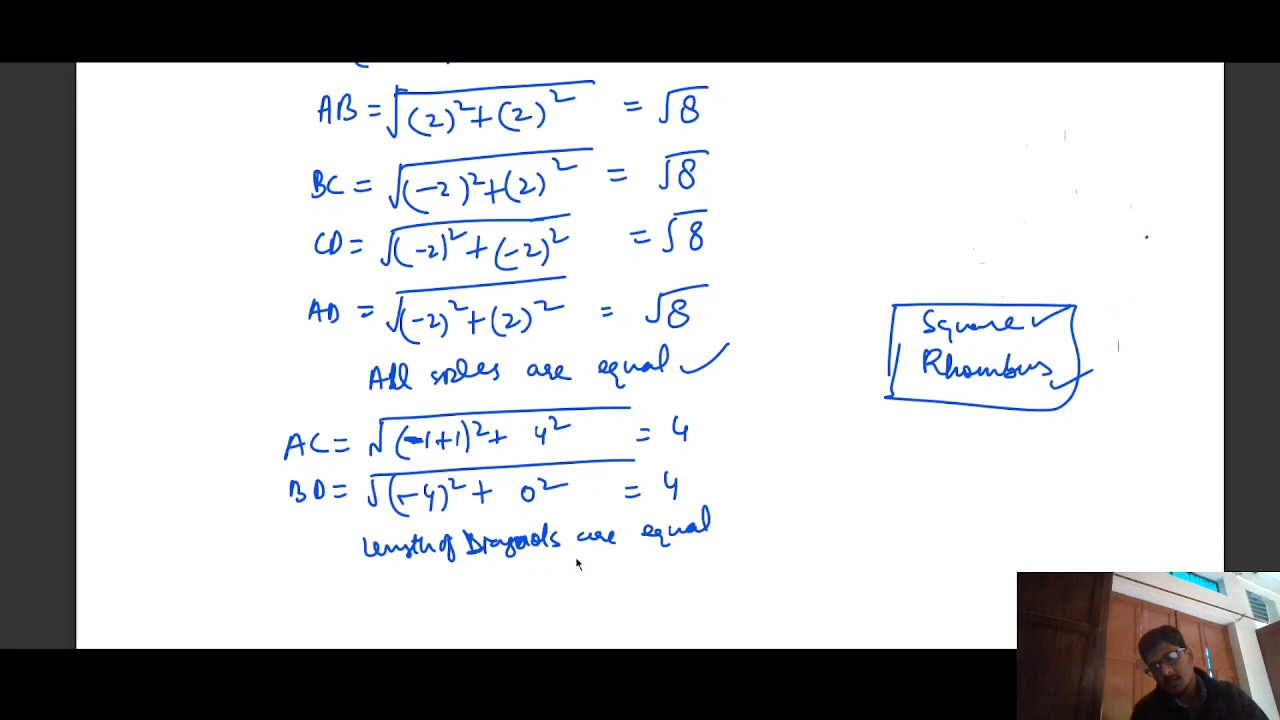 AB = √(2)²+(2)² = √8
BC = √(-2)²+(2)² = √8
CD = √(-2)²+(-2)² = √8
AD = √(-2)²+(2)² = √8
All sides are equal ✓
AC = √(-1+1)²+ 4² = 4
BD = √(-4)² + 0² = 4
Length of Diagonals are equal
Square ✓
Rhombus ✓